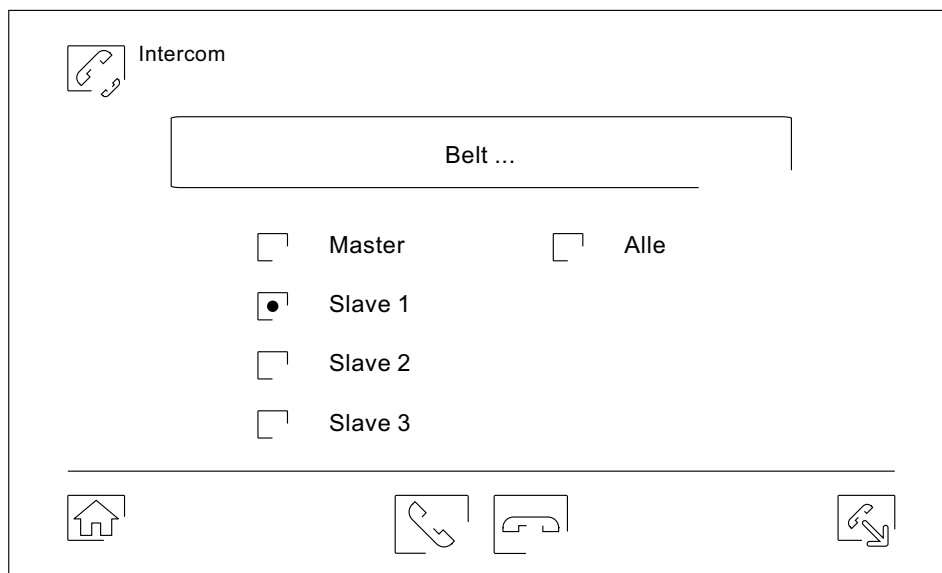 Intercom
Belt ...
Master
Alle
Slave 1
Slave 2
Slave 3